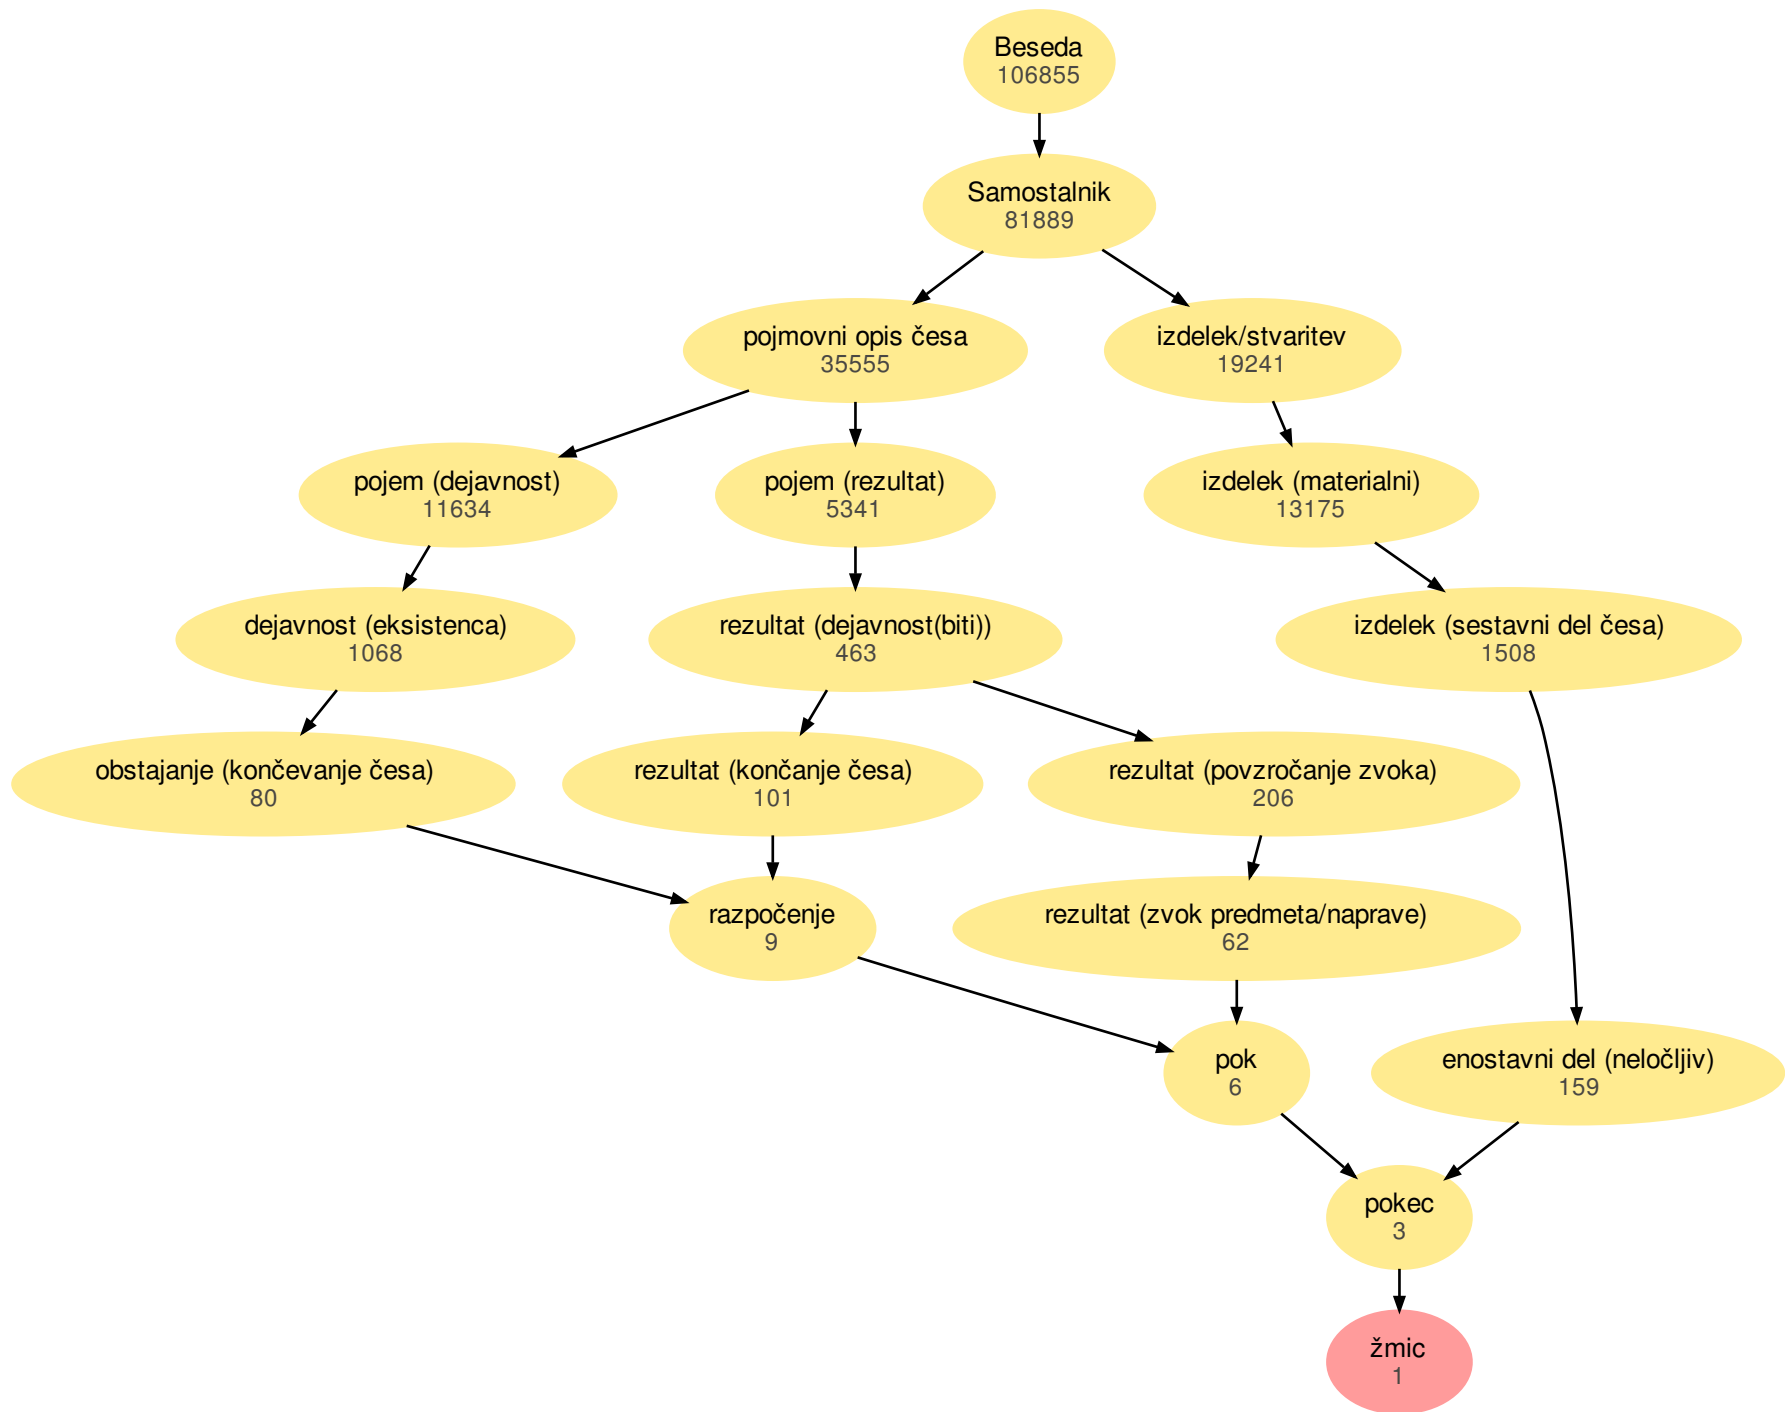 Beseda
106855
Samostalnik
81889
pojmovni opis česa
35555
izdelek/stvaritev
19241
pojem (dejavnost)
11634
pojem (rezultat)
5341
izdelek (materialni)
13175
dejavnost (eksistenca)
1068
rezultat (dejavnost(biti))
463
izdelek (sestavni del česa)
1508
obstajanje (končevanje česa)
80
rezultat (končanje česa)
101
rezultat (povzročanje zvoka)
206
razpočenje
9
rezultat (zvok predmeta/naprave)
62
pok
6
enostavni del (neločljiv)
159
pokec
3
žmic
1